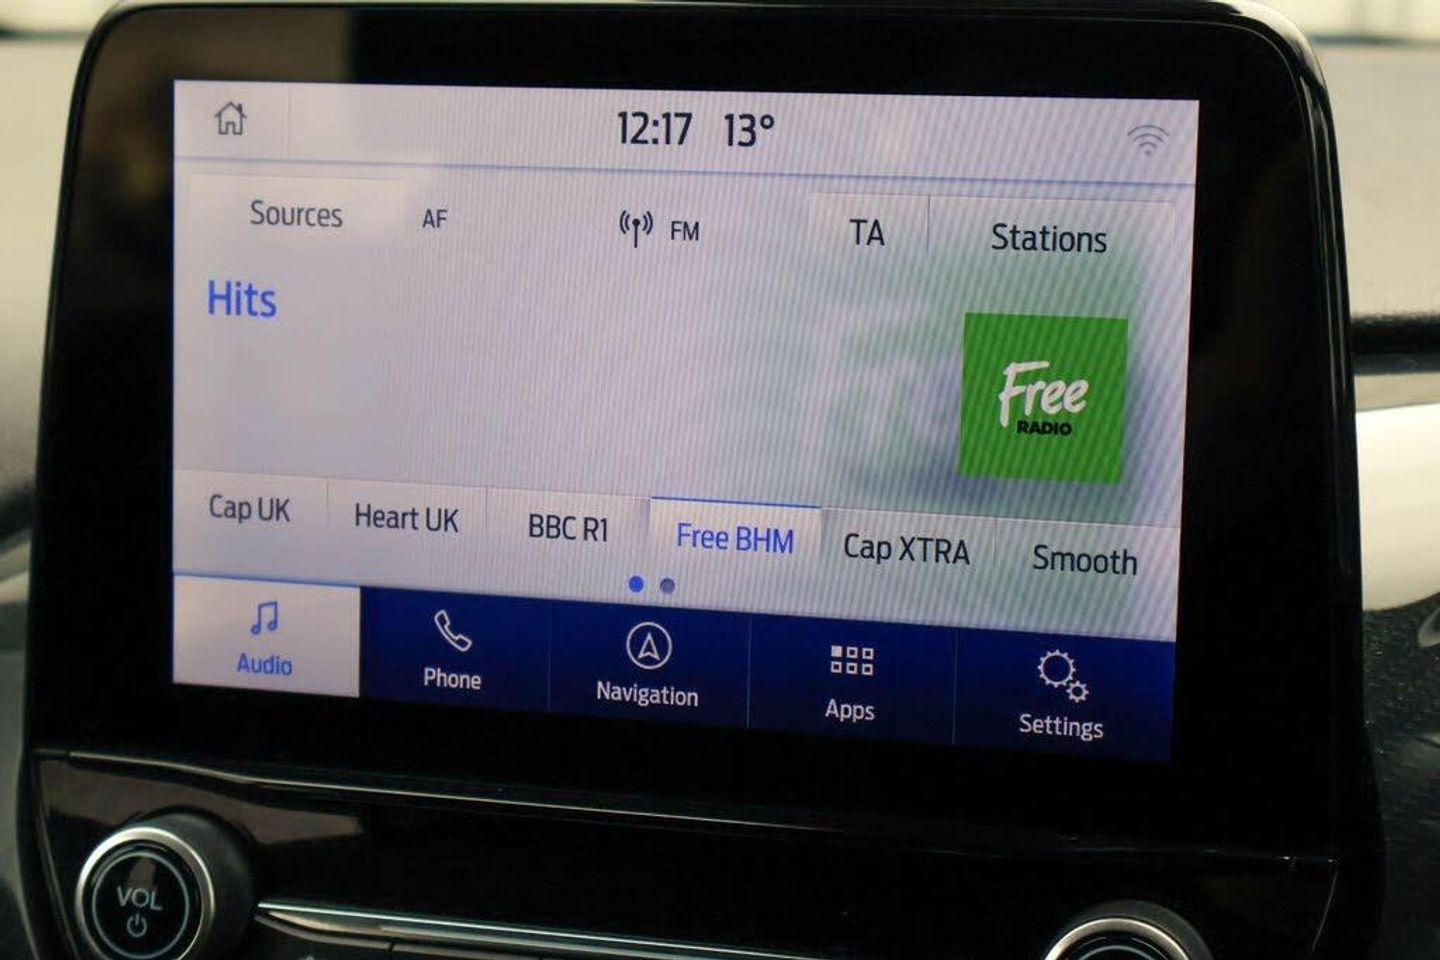 12:17 13°
Sources AF FM TA Stations
Hits
Free
RADIO
Cap UK Heart UK BBC R1 Free BHM Cap XTRA Smooth
Audio Phone Navigation Apps Settings
VOL